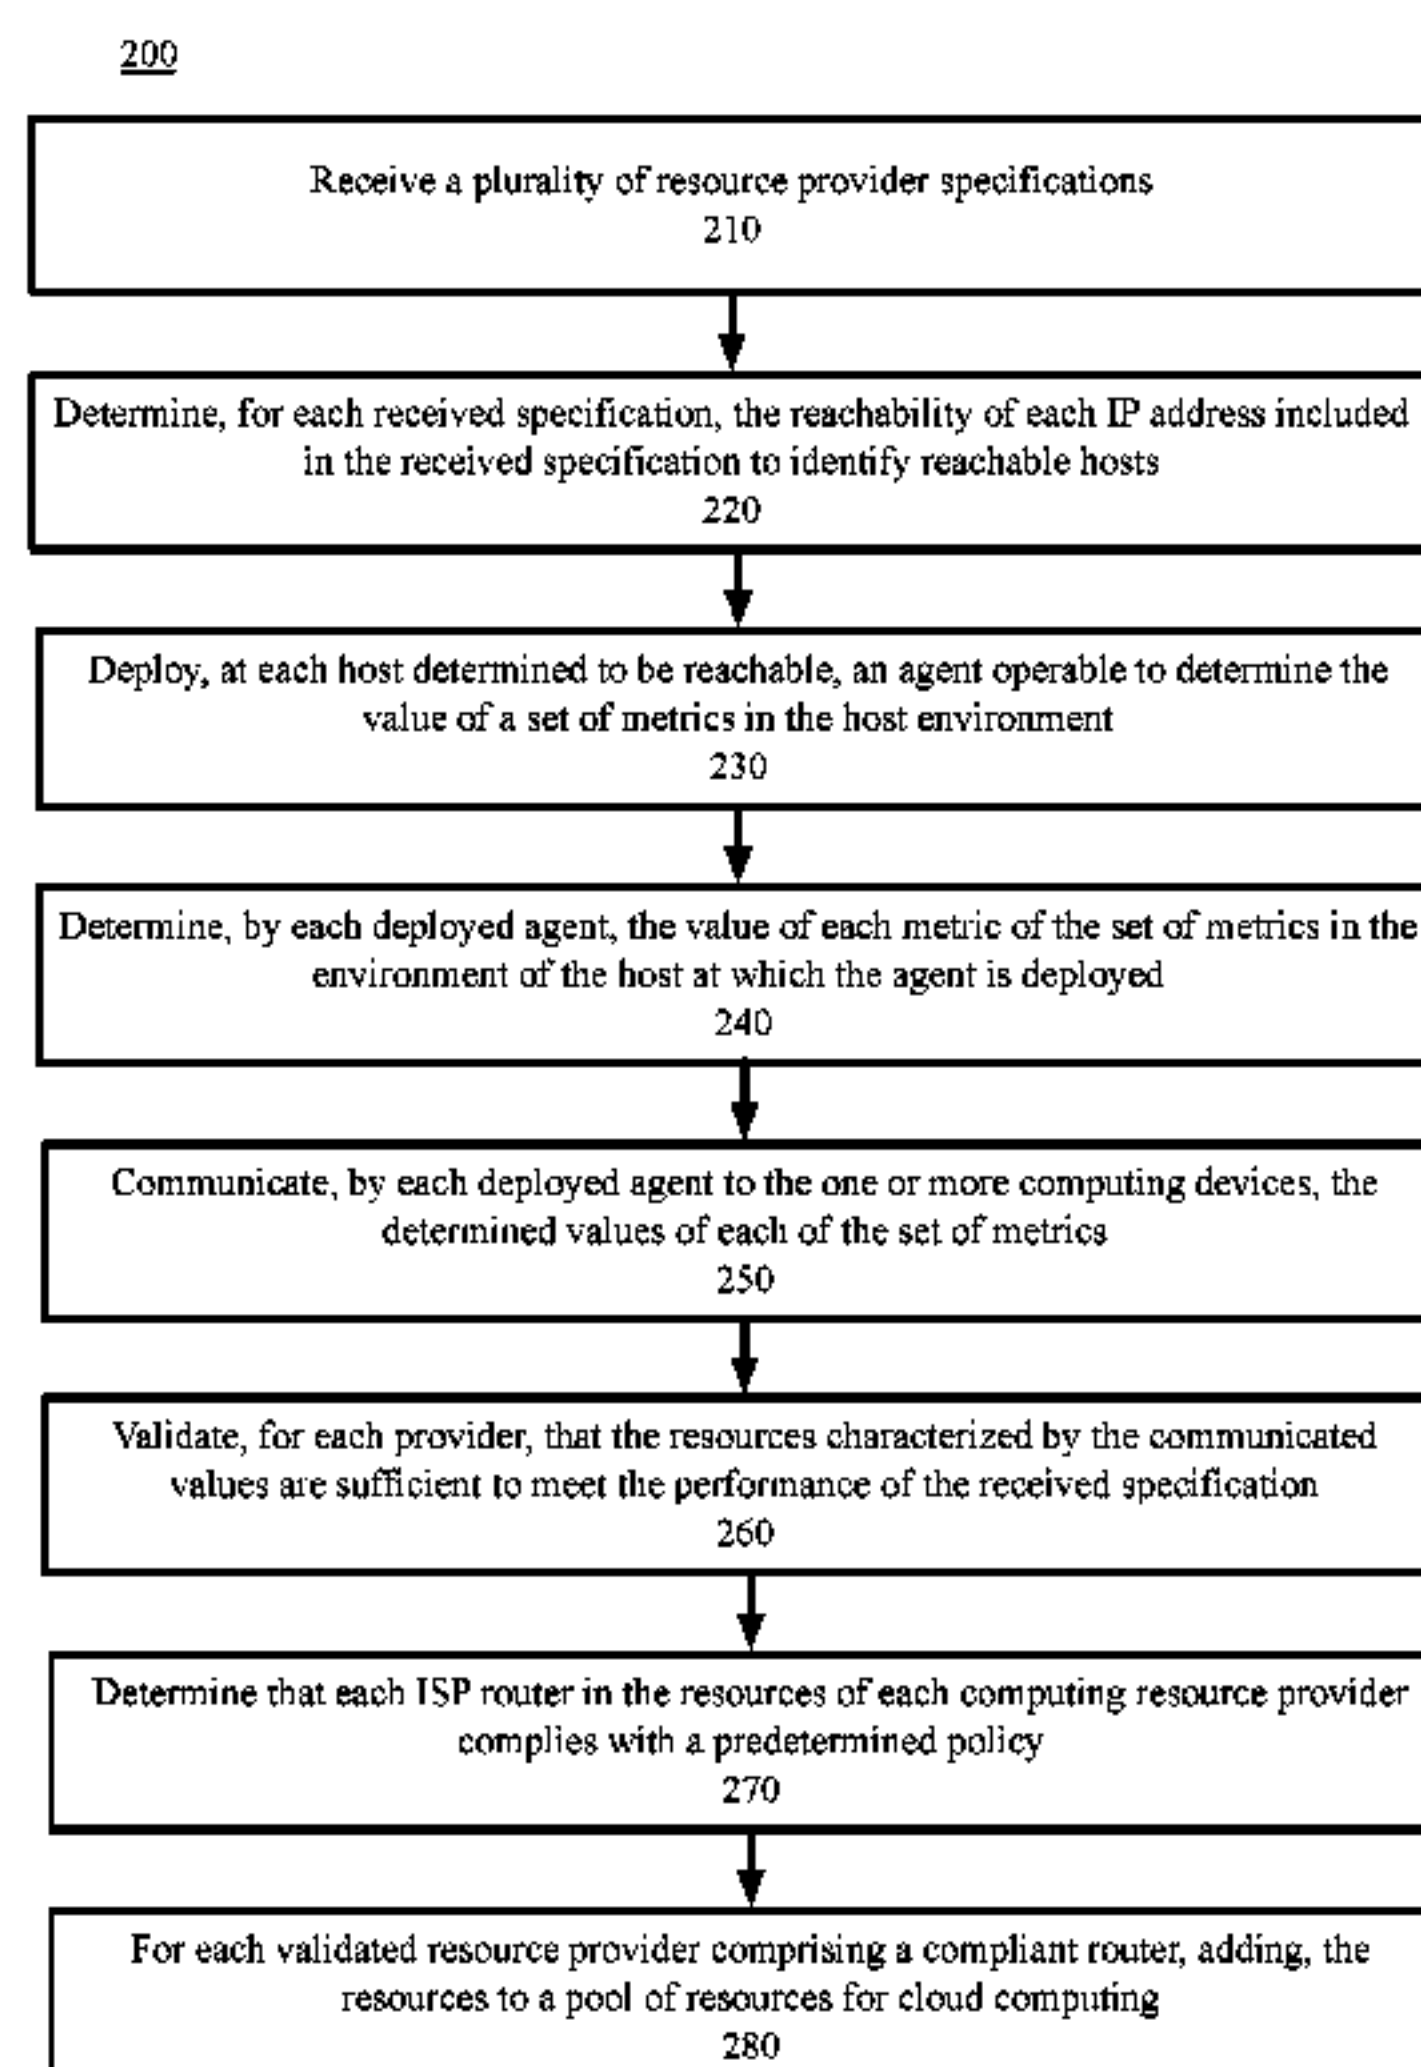 200
Receive a plurality of resource provider specifications
210
Determine, for each received specification, the reachability of each IP address included
in the received specification to identify reachable hosts
220
Deploy, at each host determined to be reachable, an agent operable to determine the
value of a set of metrics in the host environment
230
Determine, by each deployed agent, the value of each metric of the set of metrics in the
environment of the host at which the agent is deployed
240
Communicate, by each deployed agent to the one or more computing devices, the
determined values of each of the set of metrics
250
Validate, for each provider, that the resources characterized by the communicated
values are sufficient to meet the performance of the received specification
260
Determine that each ISP router in the resources of each computing resource provider
complies with a predetermined policy
270
For each validated resource provider comprising a compliant router, adding, the
resources to a pool of resources for cloud computing
280